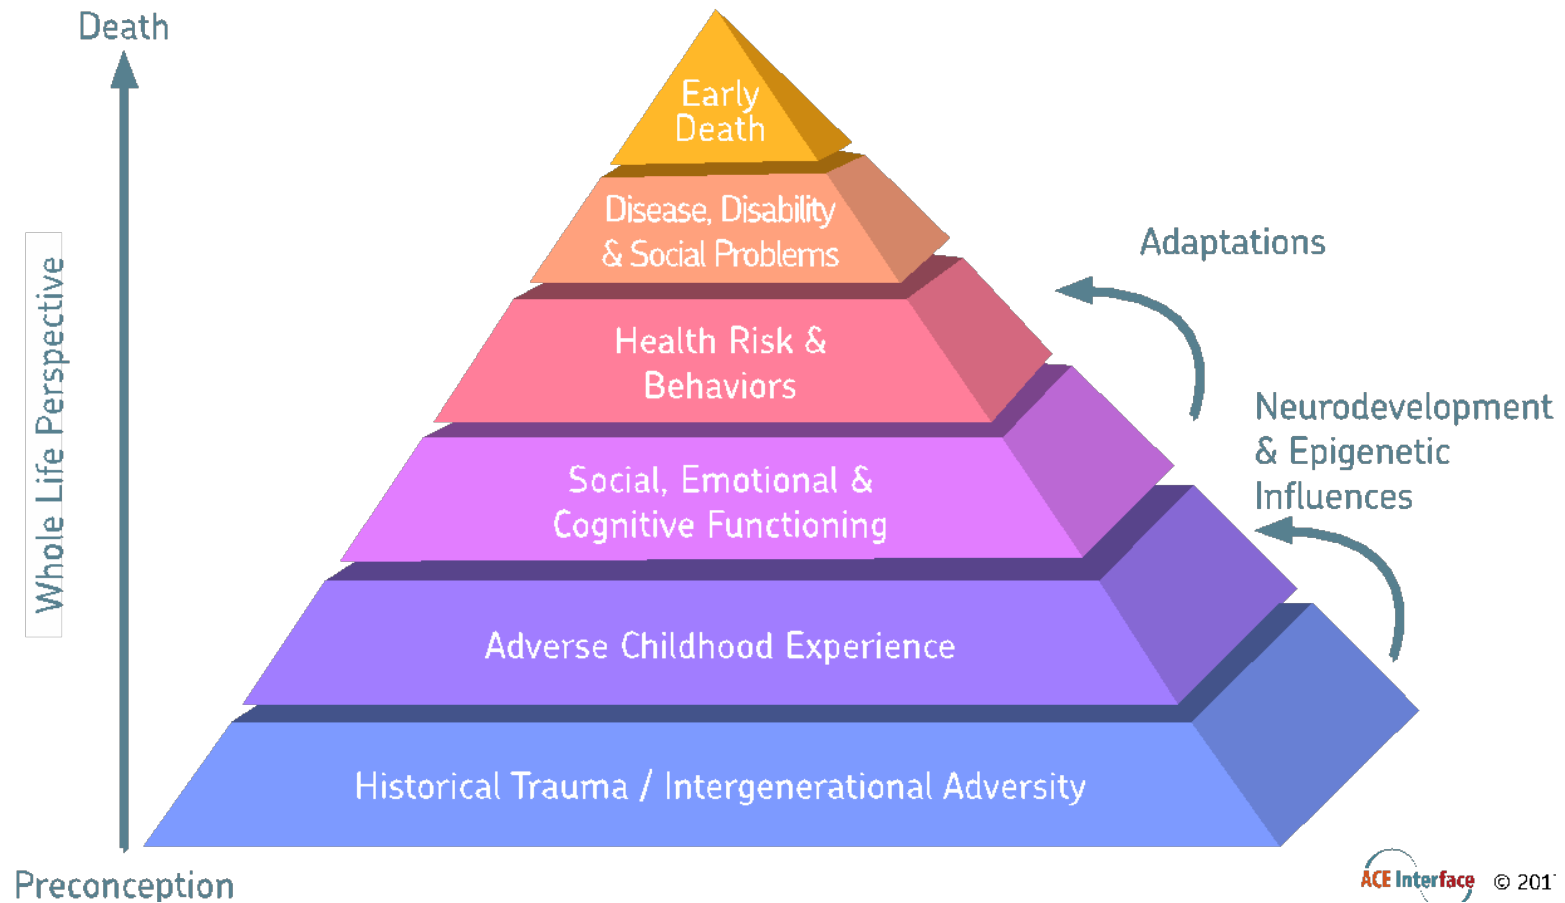 Death
Early
Death
Disease, Disability
& Social Problems
Adaptations
Health Risk &
Behaviors
Whole Life Perspective
Neurodevelopment
& Epigenetic
Influences
Social, Emotional &
Cognitive Functioning
Adverse Childhood Experience
Historical Trauma / Intergenerational Adversity
Preconception
ACE Interface © 201